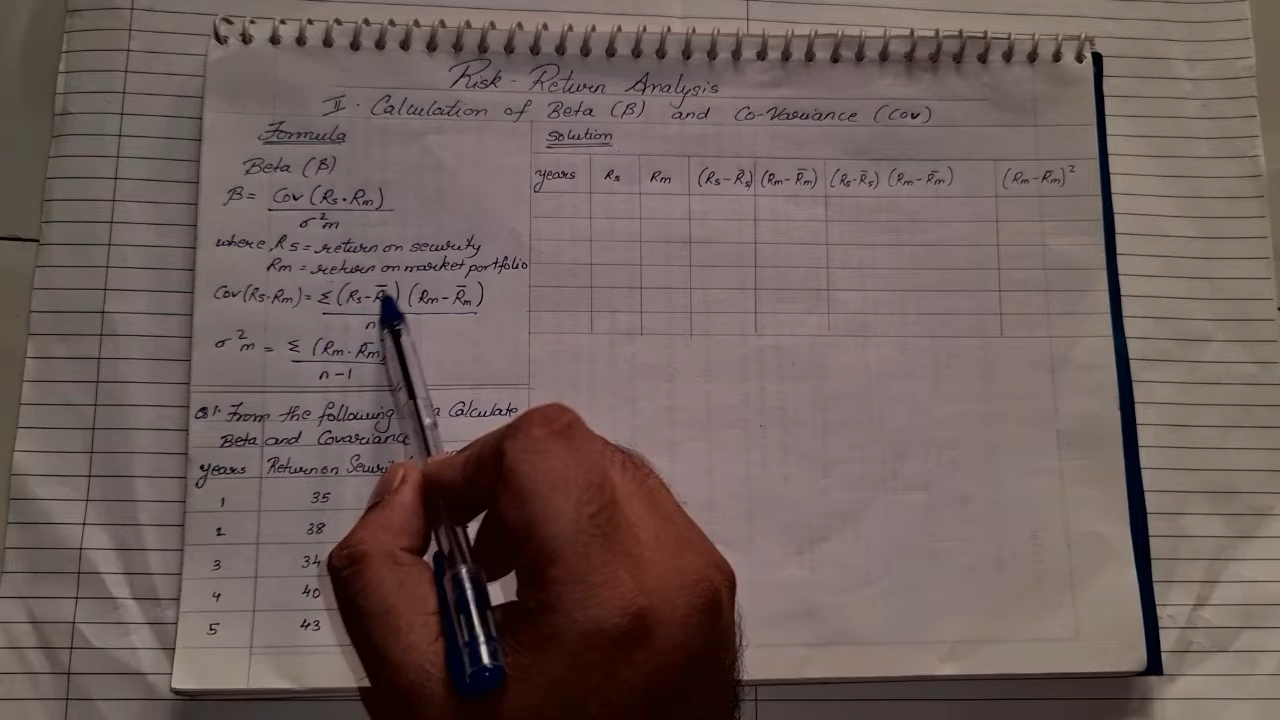 Risk-Return Analysis
II. Calculation of Beta (β) and Co-Variance (Cov)
Formula
Beta (β)
β = Cov (Rs.Rm)
σ²m
where, Rs = return on security
Rm = return on market portfolio
Cov(Rs.Rm) = Σ (Rs-R̄s) (Rm-R̄m)
n
σ²m = Σ (Rm.R̄m
n-1
Q1. From the following Calculate
Beta and Covariance
years Return on
1 35
2 38
3 34
4 40
5 43
Solution
years Rs Rm (Rs-R̄s) (Rm-R̄m) (Rs-R̄s) (Rm-R̄m) (Rm-R̄m)²